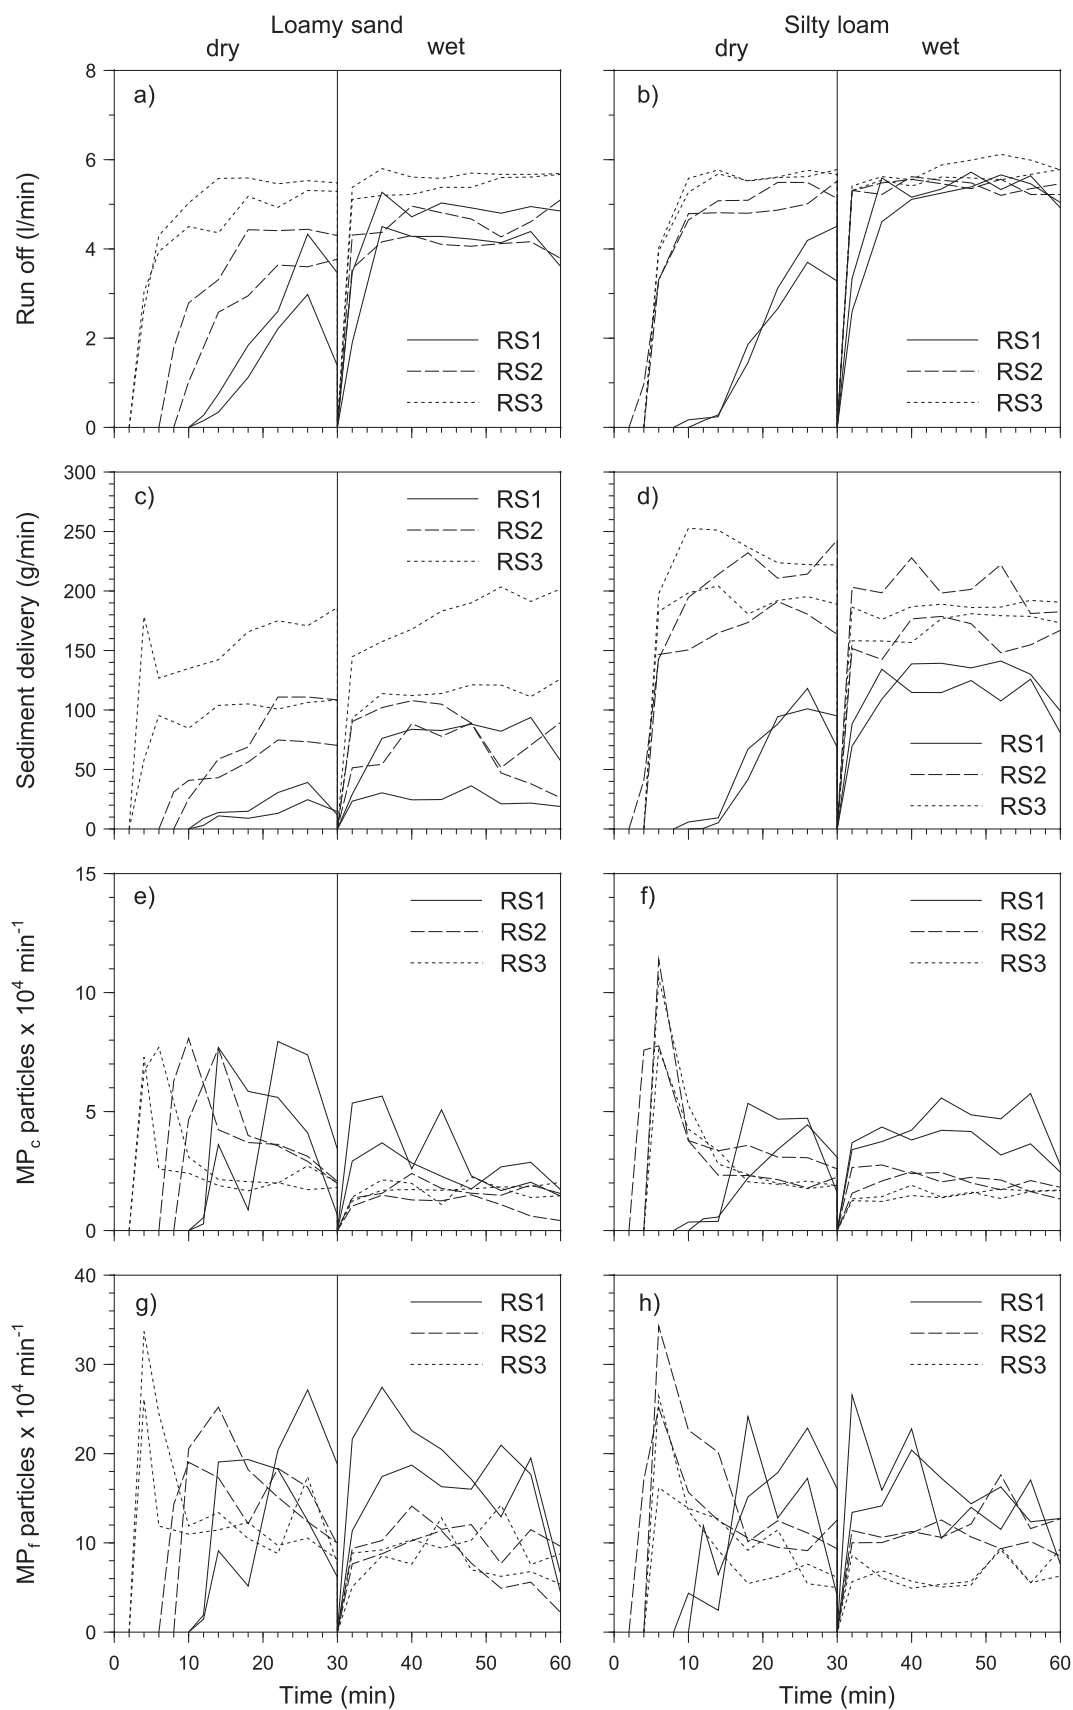 Loamy sand Silty loam
dry wet dry wet
Run off (l/min)
8
6
4
2
0
a)
RS1
RS2
RS3
b)
RS1
RS2
RS3
Sediment delivery (g/min)
300
250
200
150
100
50
0
c)
RS1
RS2
RS3
d)
RS1
RS2
RS3
MPc particles x 10⁴ min⁻¹
15
10
5
0
e)
RS1
RS2
RS3
f)
RS1
RS2
RS3
MPf particles x 10⁴ min⁻¹
40
30
20
10
0
g)
RS1
RS2
RS3
h)
RS1
RS2
RS3
0 10 20 30 40 50 60 0 10 20 30 40 50 60
Time (min) Time (min)